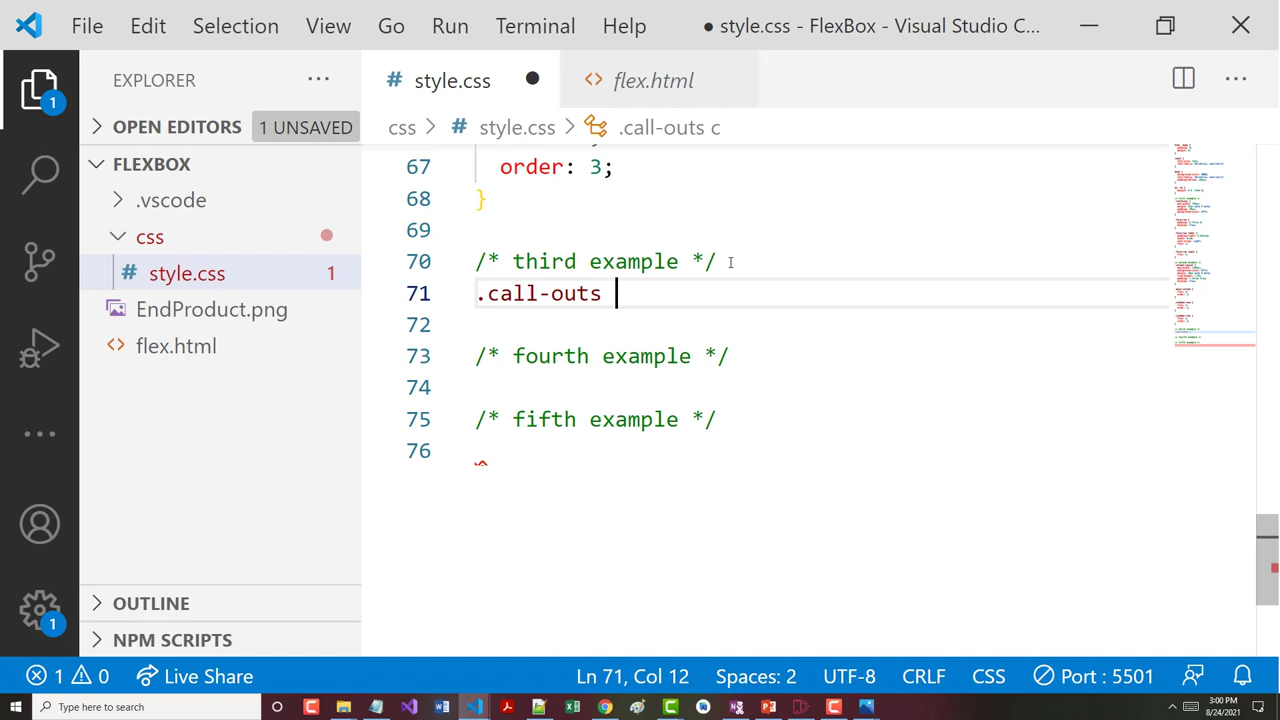 File Edit Selection View Go Run Terminal Help ● style.css - FlexBox - Visual Studio C...
EXPLORER ...
# style.css ●
<> flex.html
OPEN EDITORS 1 UNSAVED
css > # style.css > .call-outs c
FLEXBOX
.vscode
css
# style.css 1
EndProduct.png
<> flex.html
OUTLINE
NPM SCRIPTS
1
1
67 order: 3;
68 }
69
70 /* third example */
71 .call-outs
72
73 /* fourth example */
74
75 /* fifth example */
76
1 0 Live Share Ln 71, Col 12 Spaces: 2 UTF-8 CRLF CSS Port : 5501
Type here to search
3:00 PM
8/24/2021